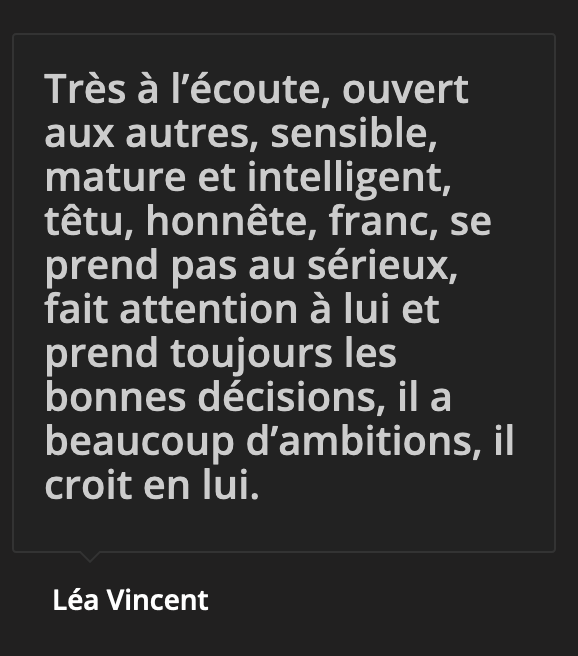 Très à l’écoute, ouvert
aux autres, sensible,
mature et intelligent,
têtu, honnête, franc, se
prend pas au sérieux,
fait attention à lui et
prend toujours les
bonnes décisions, il a
beaucoup d’ambitions, il
croit en lui.
Léa Vincent